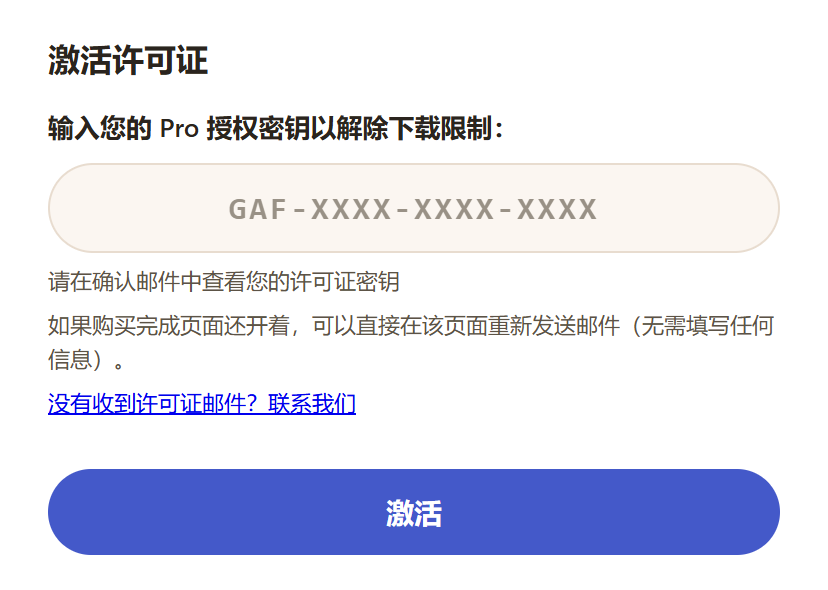 激活许可证
输入您的 Pro 授权密钥以解除下载限制：
GAF-XXXX-XXXX-XXXX
请在确认邮件中查看您的许可证密钥
如果购买完成页面还开着，可以直接在该页面重新发送邮件（无需填写任何
信息）。
没有收到许可证邮件？联系我们
激活